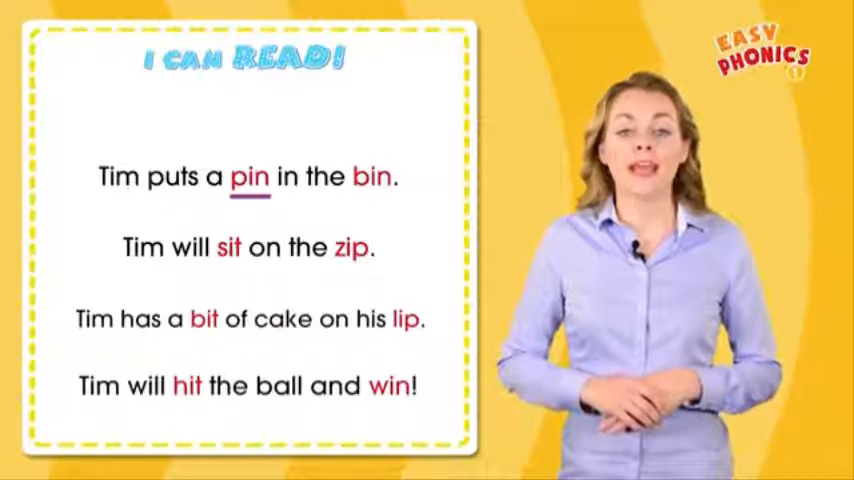 I CAN READ!
EASY
PHONICS
1
Tim puts a pin in the bin.
Tim will sit on the zip.
Tim has a bit of cake on his lip.
Tim will hit the ball and win!